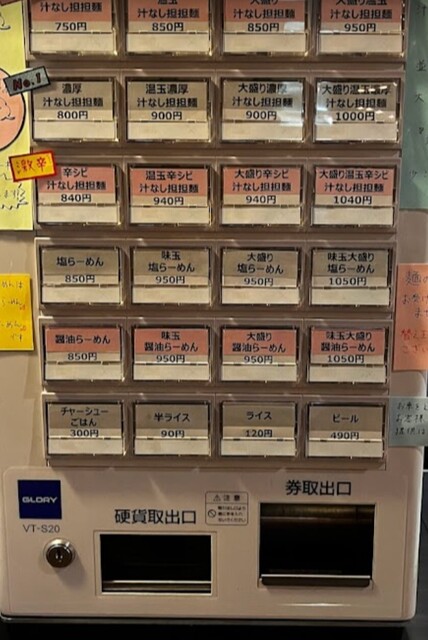 汁なし担担麺
750円
汁なし担担麺
850円
汁なし担担麺
850円
汁なし担担麺
950円
No.1
濃厚
汁なし担担麺
800円
温玉濃厚
汁なし担担麺
900円
大盛り濃厚
汁なし担担麺
900円
汁なし担担麺
1000円
激辛
辛シビ
汁なし担担麺
840円
温玉辛シビ
汁なし担担麺
940円
大盛り辛シビ
汁なし担担麺
940円
大盛り温玉辛シビ
汁なし担担麺
1040円
塩らーめん
850円
味玉
塩らーめん
950円
大盛り
塩らーめん
950円
味玉大盛り
塩らーめん
1050円
醤油らーめん
850円
味玉
醤油らーめん
950円
大盛り
醤油らーめん
950円
味玉大盛り
醤油らーめん
1050円
チャーシュー
ごはん
300円
半ライス
90円
ライス
120円
ビール
490円
GLORY
VT-S20
硬貨取出口
注意
券取出口